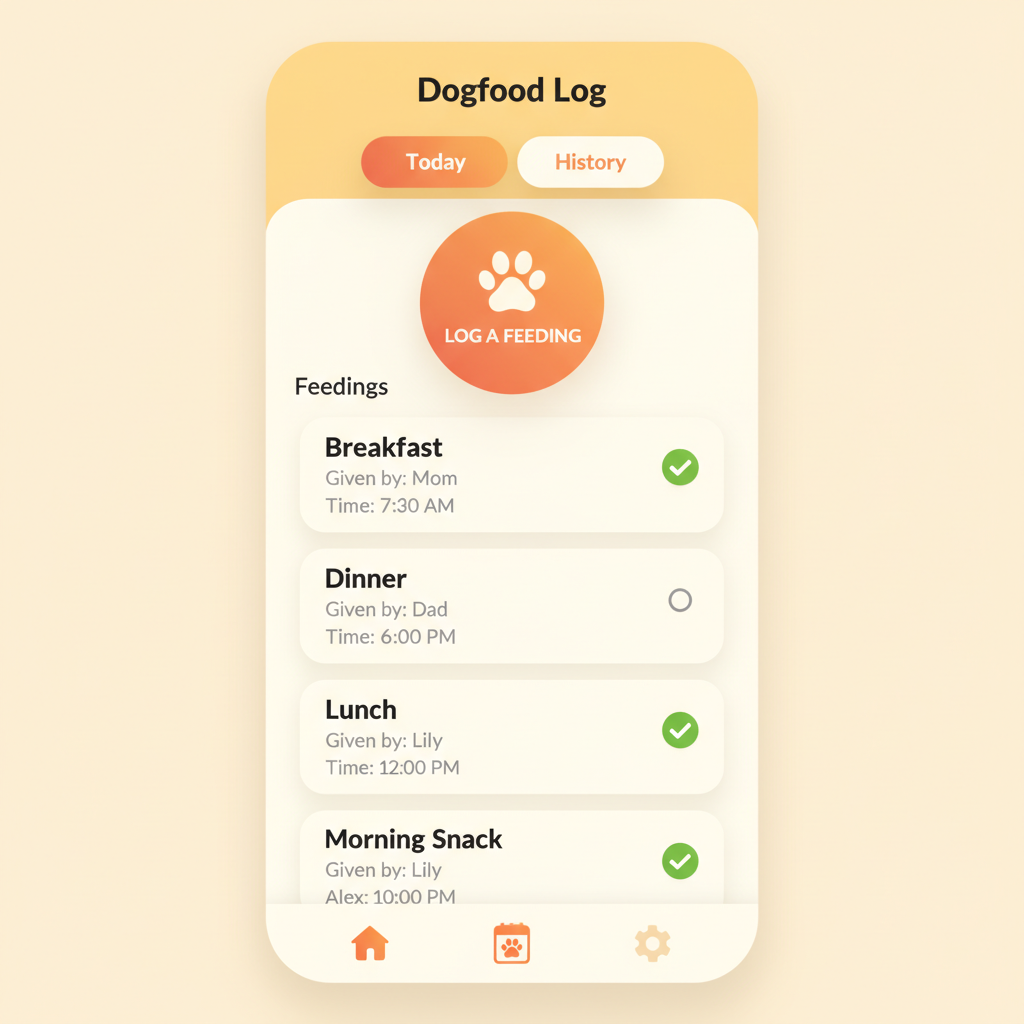 Dogfood Log
Today
History
LOG A FEEDING
Feedings
Breakfast
Given by: Mom
Time: 7:30 AM
Dinner
Given by: Dad
Time: 6:00 PM
Lunch
Given by: Lily
Time: 12:00 PM
Morning Snack
Given by: Lily
Alex: 10:00 PM